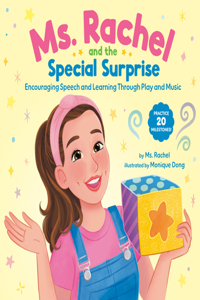 Ms. Rachel
and the
Special Surprise
Encouraging Speech and Learning Through Play and Music
PRACTICE
20
MILESTONES!
by Ms. Rachel
illustrated by Monique Dong